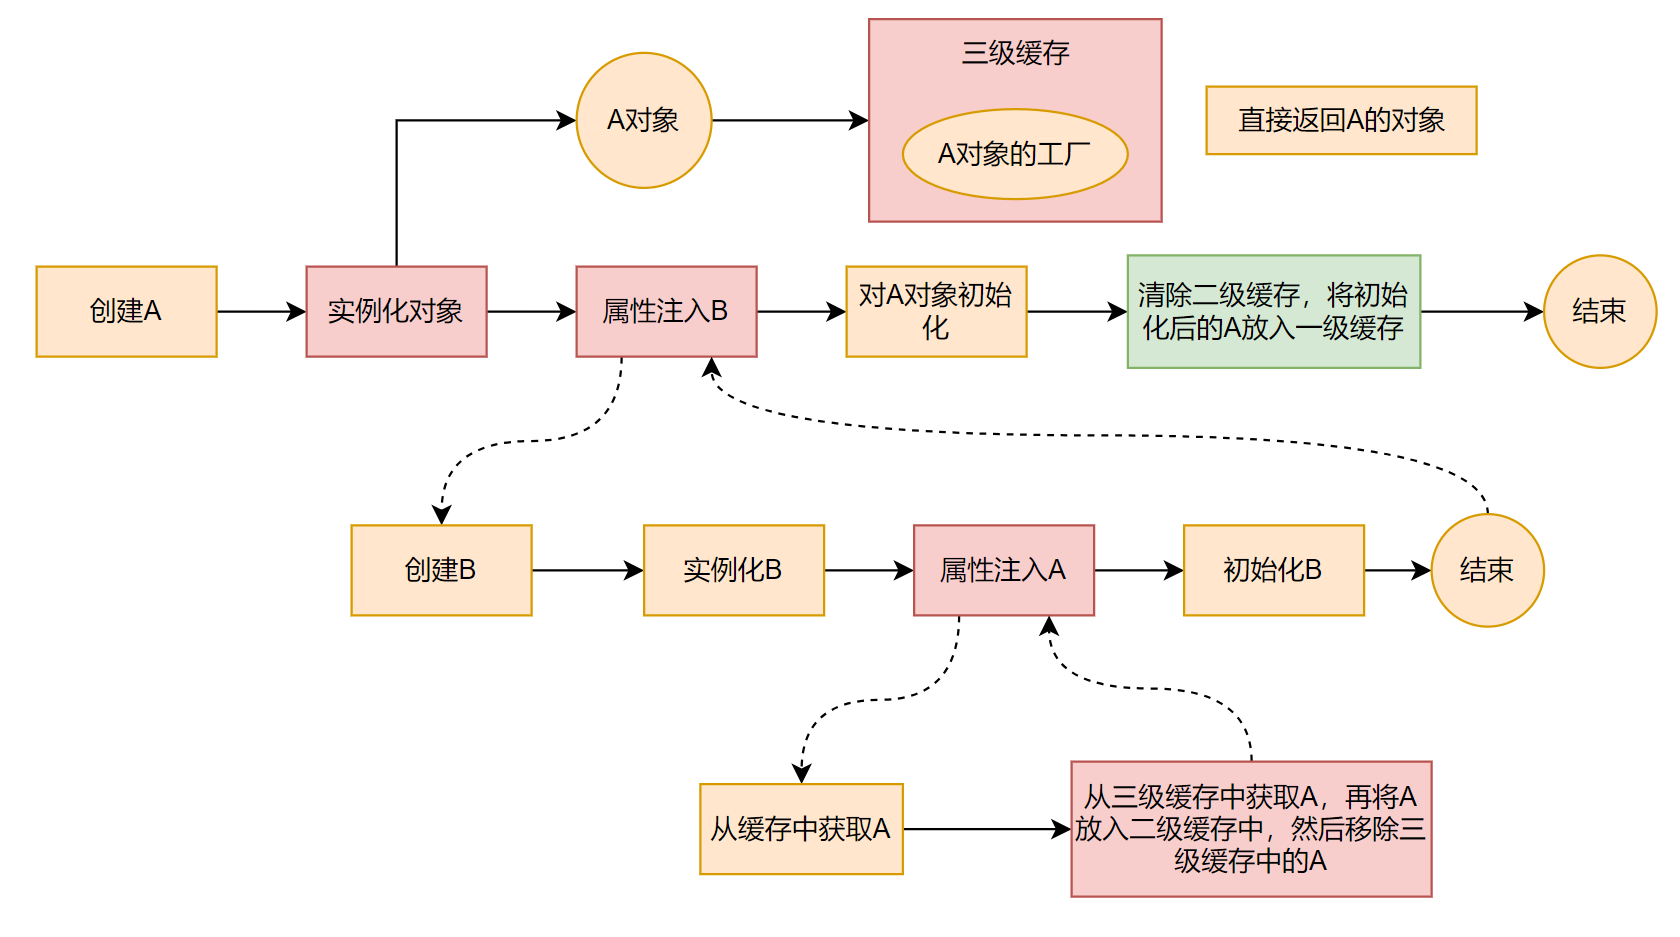 三级缓存
A对象
直接返回A的对象
A对象的工厂
创建A
实例化对象
属性注入B
对A对象初始
化
清除二级缓存，将初始
化后的A放入一级缓存
结束
创建B
实例化B
属性注入A
初始化B
结束
从缓存中获取A
从三级缓存中获取A，再将A
放入二级缓存中，然后移除三
级缓存中的A